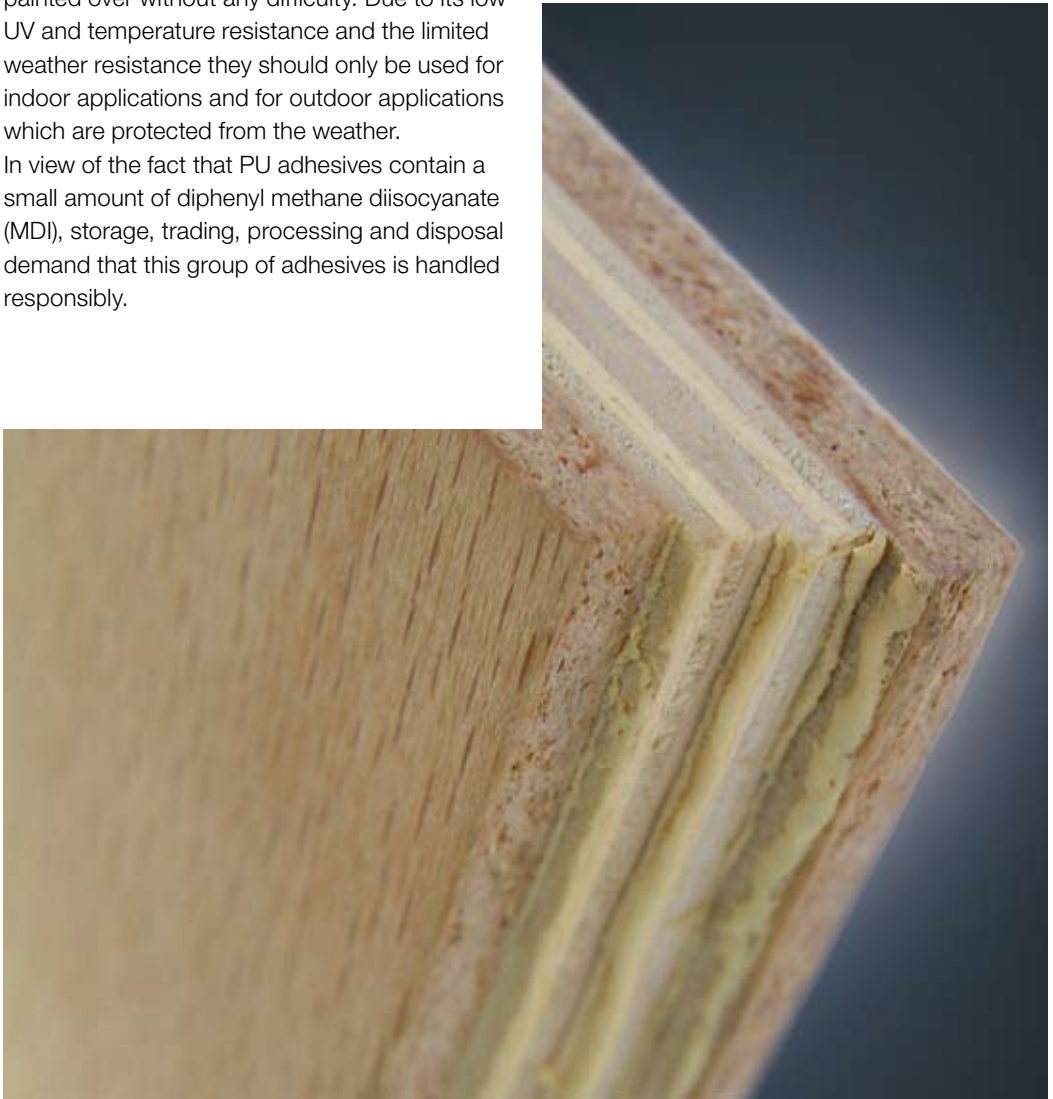 painted over without any difficulty. Due to its low
UV and temperature resistance and the limited
weather resistance they should only be used for
indoor applications and for outdoor applications
which are protected from the weather.
In view of the fact that PU adhesives contain a
small amount of diphenyl methane diisocyanate
(MDI), storage, trading, processing and disposal
demand that this group of adhesives is handled
responsibly.